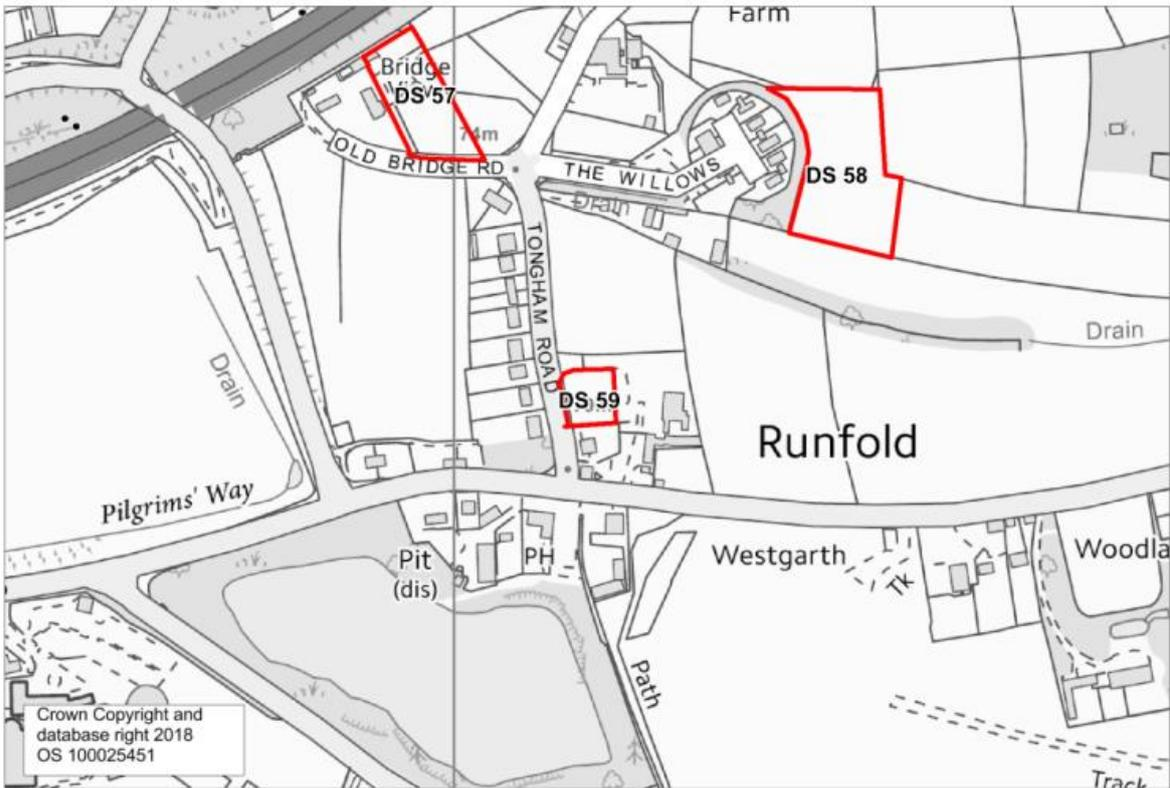 Farm
Bridge
DS 57
74m
OLD BRIDGE RD
THE WILLOWS
DS 58
Drain
TONGHAM ROAD
Drain
Drain
DS 59
Runfold
Pilgrims' Way
Pit
(dis)
PH
Westgarth
Tk
Woodla
Path
Track
Crown Copyright and
database right 2018
OS 100025451